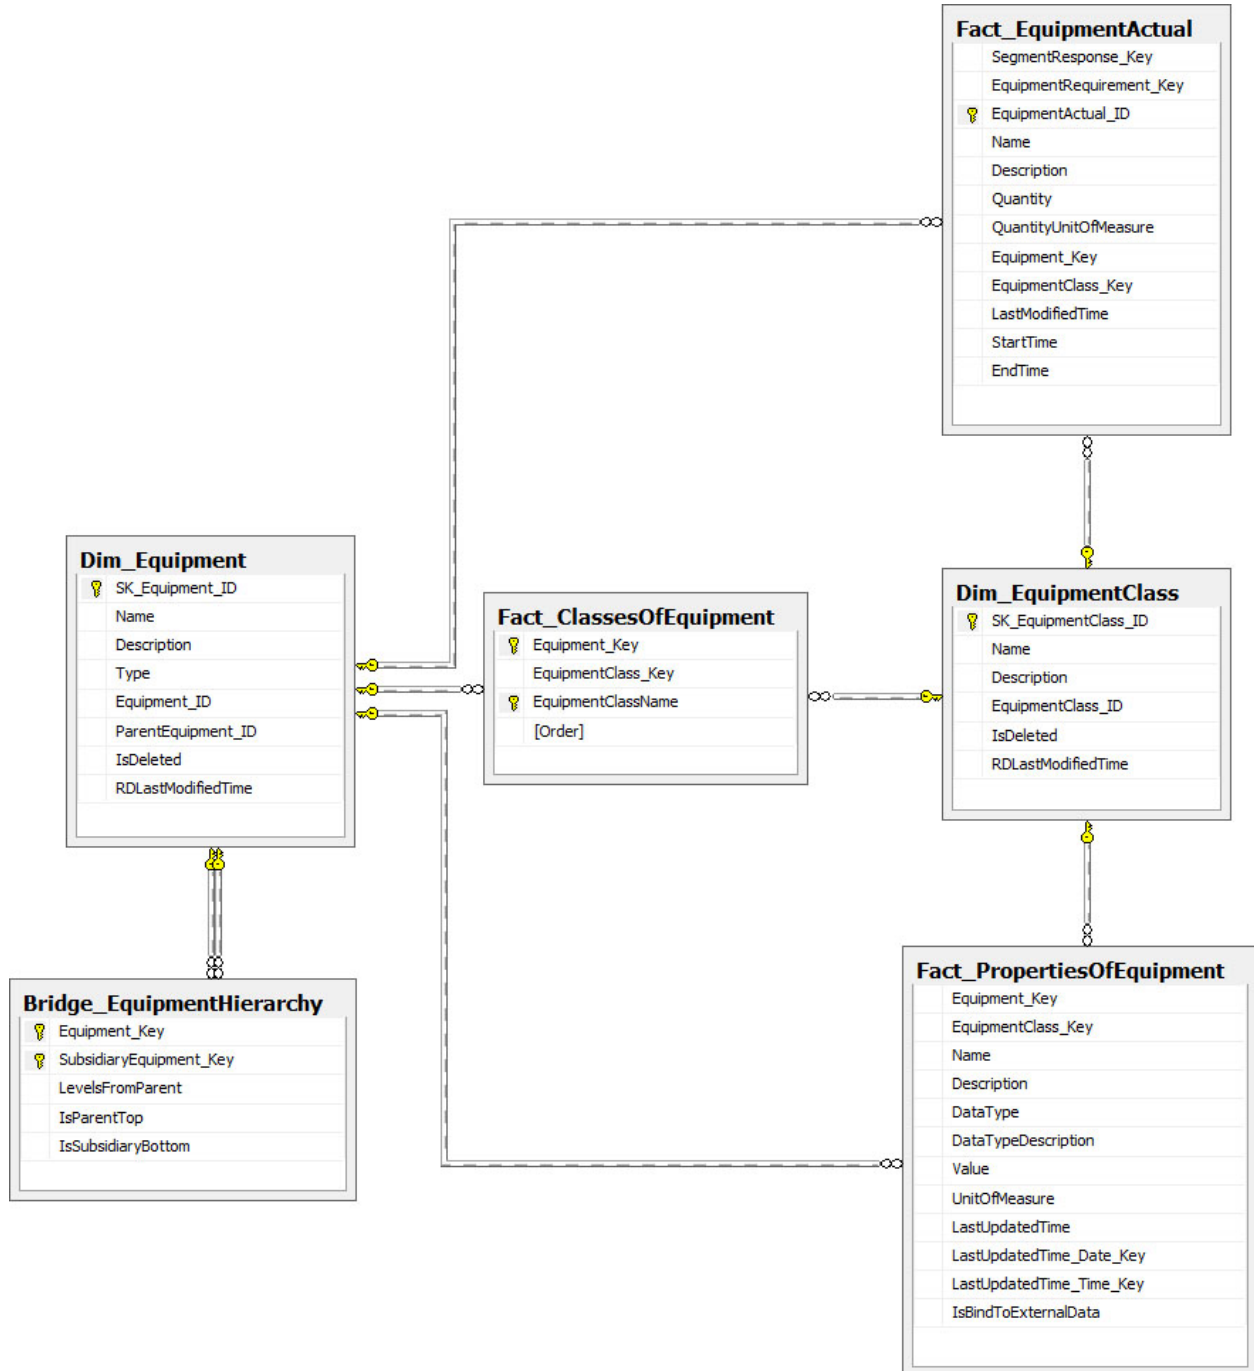 Fact_EquipmentActual
SegmentResponse_Key
EquipmentRequirement_Key
EquipmentActual_ID
Name
Description
Quantity
QuantityUnitOfMeasure
Equipment_Key
EquipmentClass_Key
LastModifiedTime
StartTime
EndTime
Dim_Equipment
SK_Equipment_ID
Name
Description
Type
Equipment_ID
ParentEquipment_ID
IsDeleted
RDLastModifiedTime
Fact_ClassesOfEquipment
Equipment_Key
EquipmentClass_Key
EquipmentClassName
[Order]
Dim_EquipmentClass
SK_EquipmentClass_ID
Name
Description
EquipmentClass_ID
IsDeleted
RDLastModifiedTime
Bridge_EquipmentHierarchy
Equipment_Key
SubsidiaryEquipment_Key
LevelsFromParent
IsParentTop
IsSubsidiaryBottom
Fact_PropertiesOfEquipment
Equipment_Key
EquipmentClass_Key
Name
Description
DataType
DataTypeDescription
Value
UnitOfMeasure
LastUpdatedTime
LastUpdatedTime_Date_Key
LastUpdatedTime_Time_Key
IsBindToExternalData